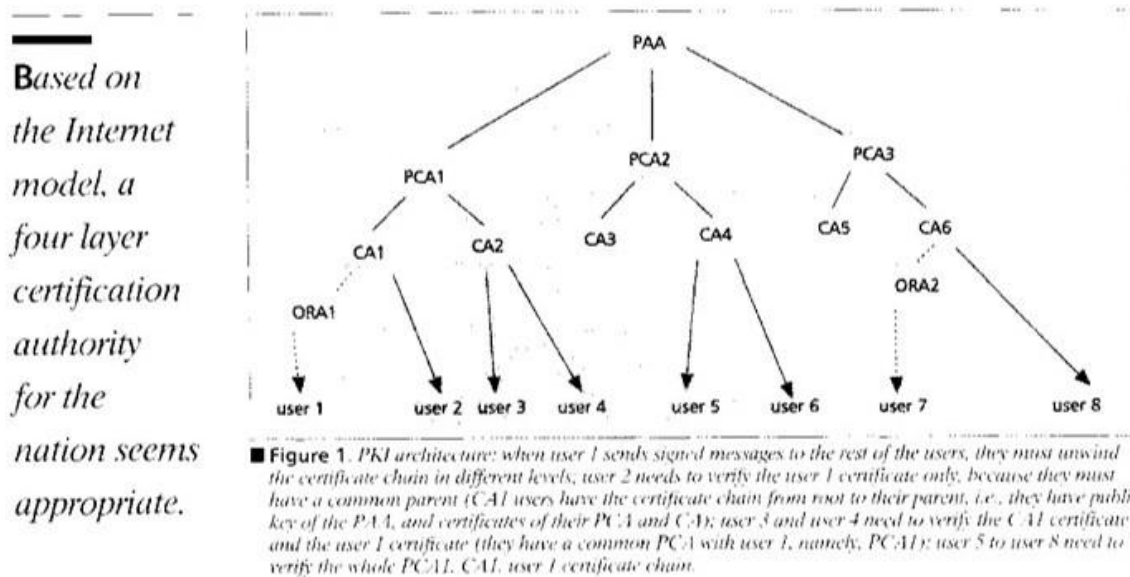 Based on
the Internet
model, a
four layer
certification
authority
for the
nation seems
appropriate.
PAA
PCA1
PCA2
PCA3
CA1
CA2
CA3
CA4
CA5
CA6
ORA1
ORA2
user 1
user 2
user 3
user 4
user 5
user 6
user 7
user 8
■ Figure 1. PKI architecture: when user 1 sends signed messages to the rest of the users, they must unwind
the certificate chain in different levels; user 2 needs to verify the user 1 certificate only, because they must
have a common parent (CA1 users have the certificate chain from root to their parent, i.e., they have publi
key of the PAA, and certificates of their PCA and CA); user 3 and user 4 need to verify the CA1 certificate
and the user 1 certificate (they have a common PCA with user 1, namely, PCA1); user 5 to user 8 need to
verify the whole PCA1, CA1, user 1 certificate chain.